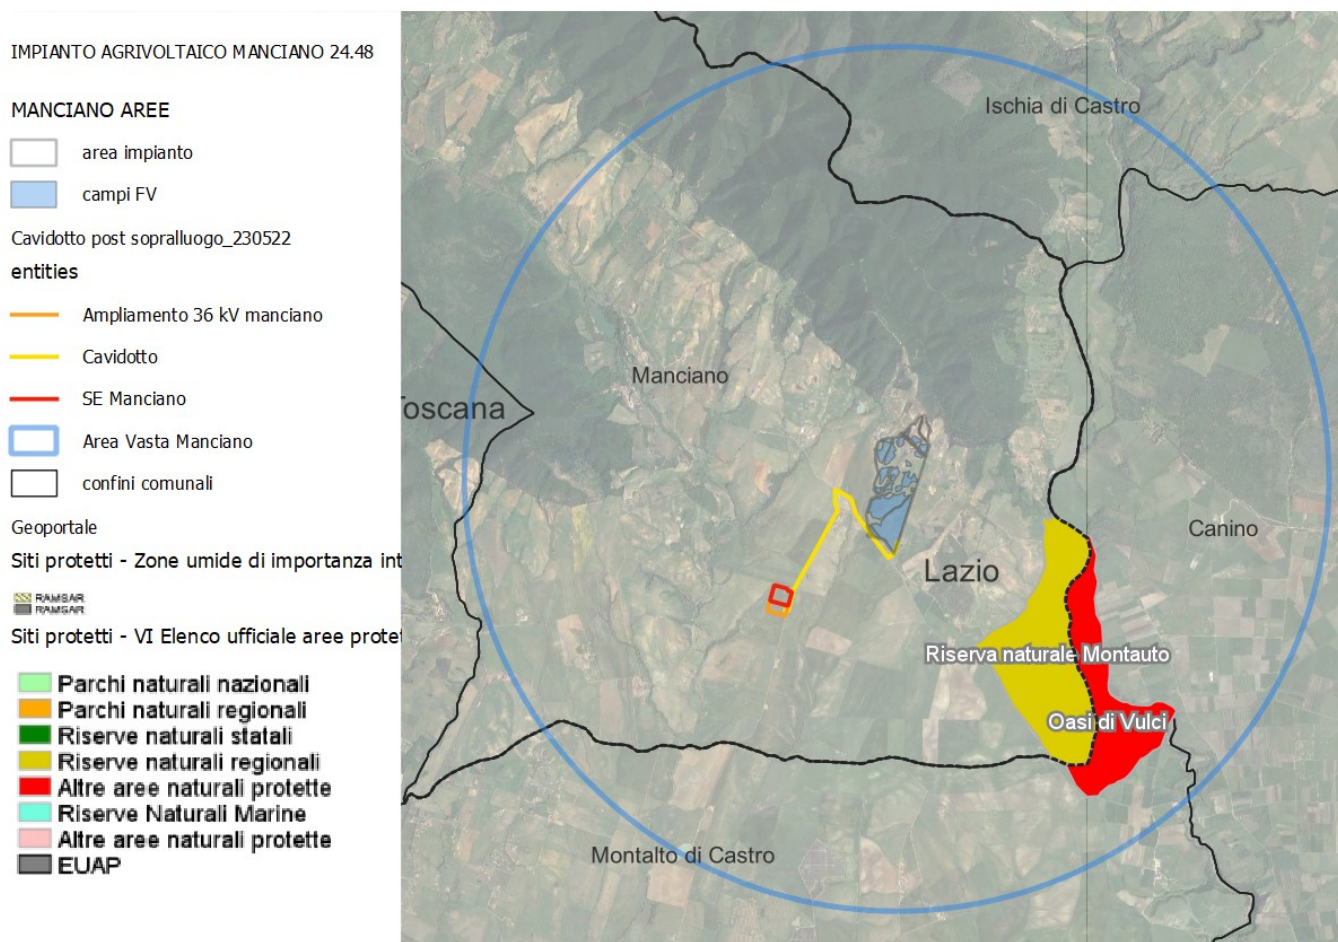 IMPIANTO AGRIVOLTAICO MANCIANO 24.48
MANCIANO AREE
area impianto
campi FV
Cavidotto post sopralluogo_230522
entities
Ampliamento 36 kV manciano
Cavidotto
SE Manciano
Area Vasta Manciano
confini comunali
Geoportale
Siti protetti - Zone umide di importanza int
RAMSAR
RAMSAR
Siti protetti - VI Elenco ufficiale aree protet
Parchi naturali nazionali
Parchi naturali regionali
Riserve naturali statali
Riserve naturali regionali
Altre aree naturali protette
Riserve Naturali Marine
Altre aree naturali protette
EUAP
Ischia di Castro
Manciano
Toscana
Canino
Lazio
Riserva naturale Montauto
Oasi di Vulci
Montalto di Castro